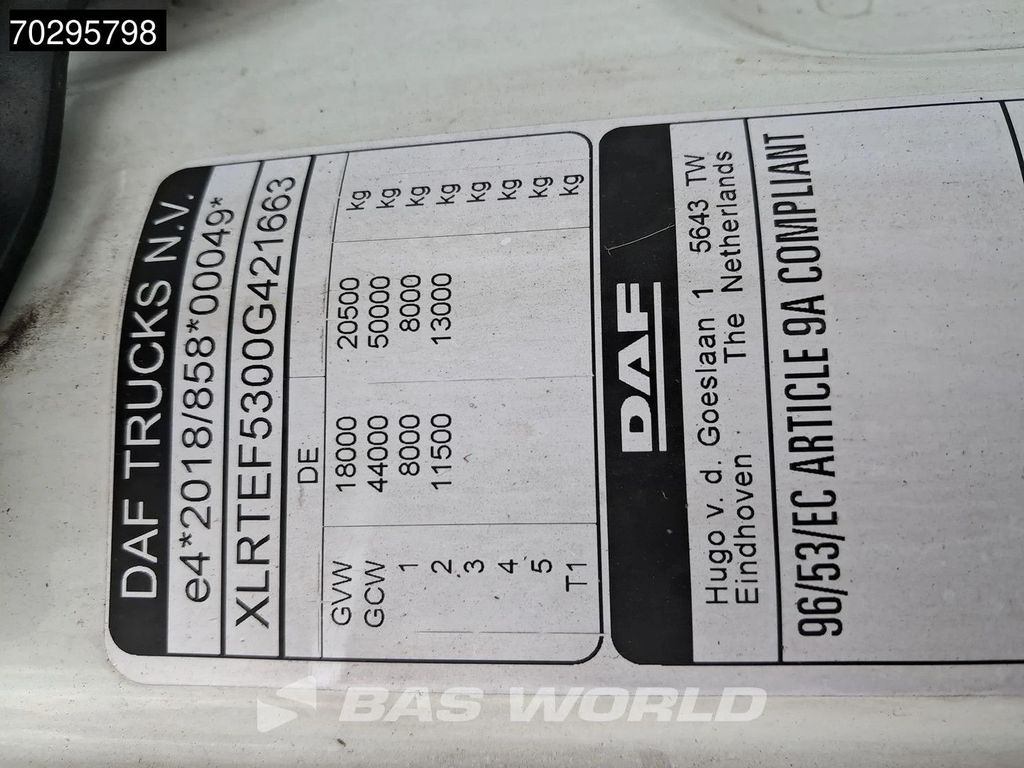 70295798
DAF TRUCKS N.V.
e4*2018/858*00049*
XLRTEF5300G421663
DE
GVW 18000 20500 kg
GCW 44000 50000 kg
1 8000 8000 kg
2 11500 13000 kg
3 kg
4 kg
5 kg
T1 kg
DAF
Hugo v. d. Goeslaan 1 5643 TW
Eindhoven The Netherlands
96/53/EC ARTICLE 9A COMPLIANT
BAS WORLD